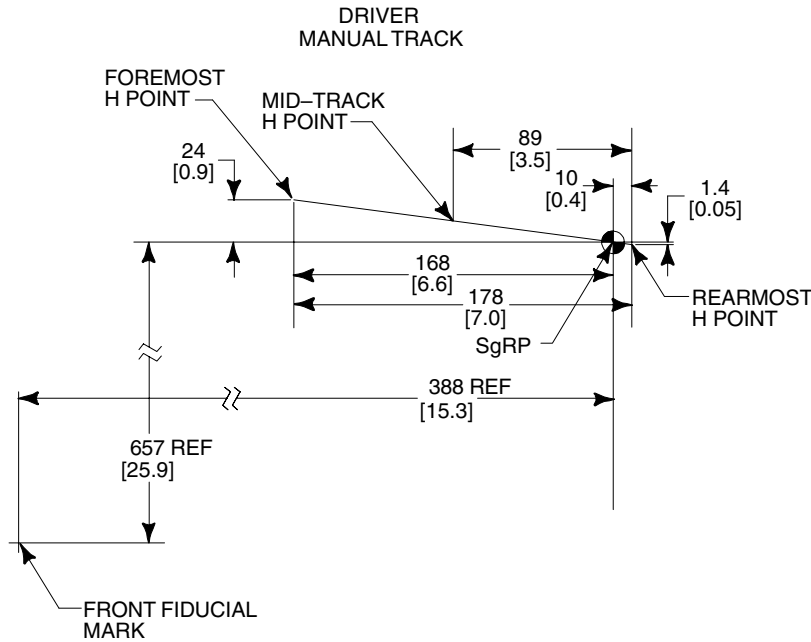 DRIVER
MANUAL TRACK
FOREMOST
H POINT
MID–TRACK
H POINT
89
[3.5]
24
[0.9]
10
[0.4]
1.4
[0.05]
168
[6.6]
178
[7.0]
REARMOST
H POINT
SgRP
388 REF
[15.3]
657 REF
[25.9]
FRONT FIDUCIAL
MARK